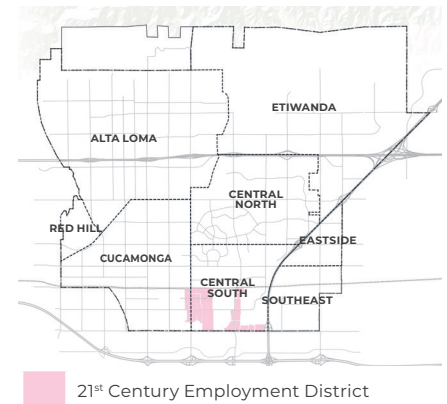 ETIWANDA
ALTA LOMA
CENTRAL
NORTH
RED HILL
EASTSIDE
CUCAMONGA
CENTRAL
SOUTH
SOUTHEAST
21st Century Employment District